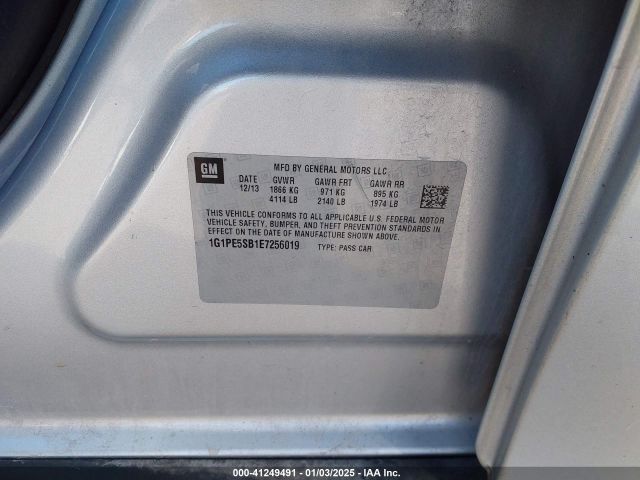 GM
MFD BY GENERAL MOTORS LLC
DATE GVWR GAWR FRT GAWR RR
12/13 1866 KG 971 KG 895 KG
4114 LB 2140 LB 1974 LB
THIS VEHICLE CONFORMS TO ALL APPLICABLE U.S. FEDERAL MOTOR
VEHICLE SAFETY, BUMPER, AND THEFT PREVENTION STANDARDS IN
EFFECT ON THE DATE OF MANUFACTURE SHOWN ABOVE.
1G1PE5SB1E7256019 TYPE: PASS CAR
000-41249491 - 01/03/2025 - IAA Inc.